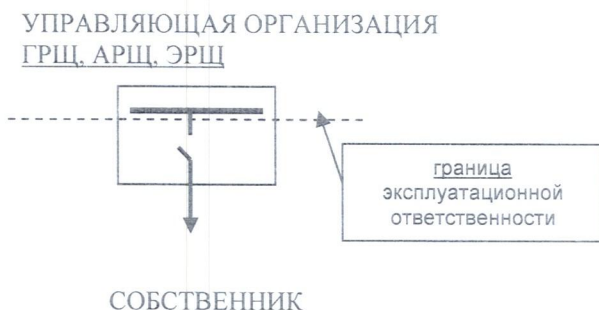 УПРАВЛЯЮЩАЯ ОРГАНИЗАЦИЯ
ГРЩ, АРЩ, ЭРЩ
граница
эксплуатационной
ответственности
СОБСТВЕННИК